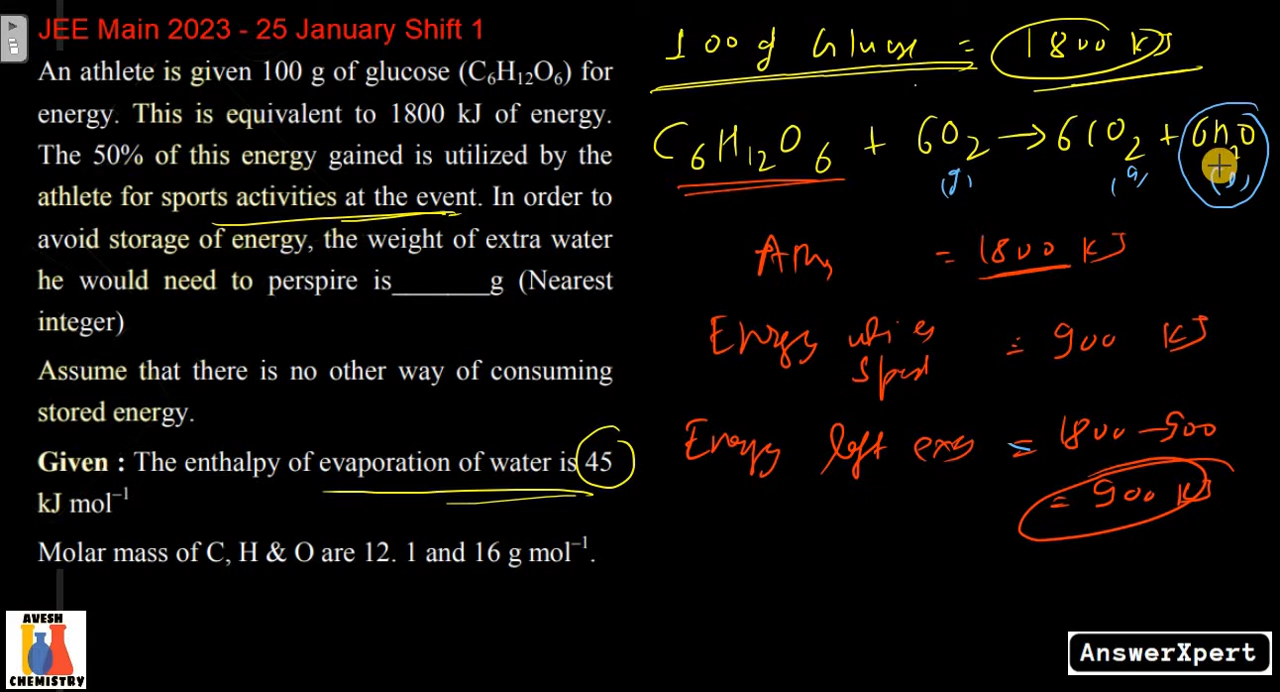 JEE Main 2023 - 25 January Shift 1
An athlete is given 100 g of glucose (C₆H₁₂O₆) for
energy. This is equivalent to 1800 kJ of energy.
The 50% of this energy gained is utilized by the
athlete for sports activities at the event. In order to
avoid storage of energy, the weight of extra water
he would need to perspire is______g (Nearest
integer)
Assume that there is no other way of consuming
stored energy.
Given : The enthalpy of evaporation of water is 45
kJ mol⁻¹
Molar mass of C, H & O are 12. 1 and 16 g mol⁻¹.
100g Glucose = 1800 KJ
C₆H₁₂O₆ + 6O₂ → 6CO₂ + 6H₂O
(g) (g)
= 1800 KJ
Energy = 900 KJ
Energy left = 1800 - 900
= 900 KJ
AVESH
CHEMISTRY
AnswerXpert